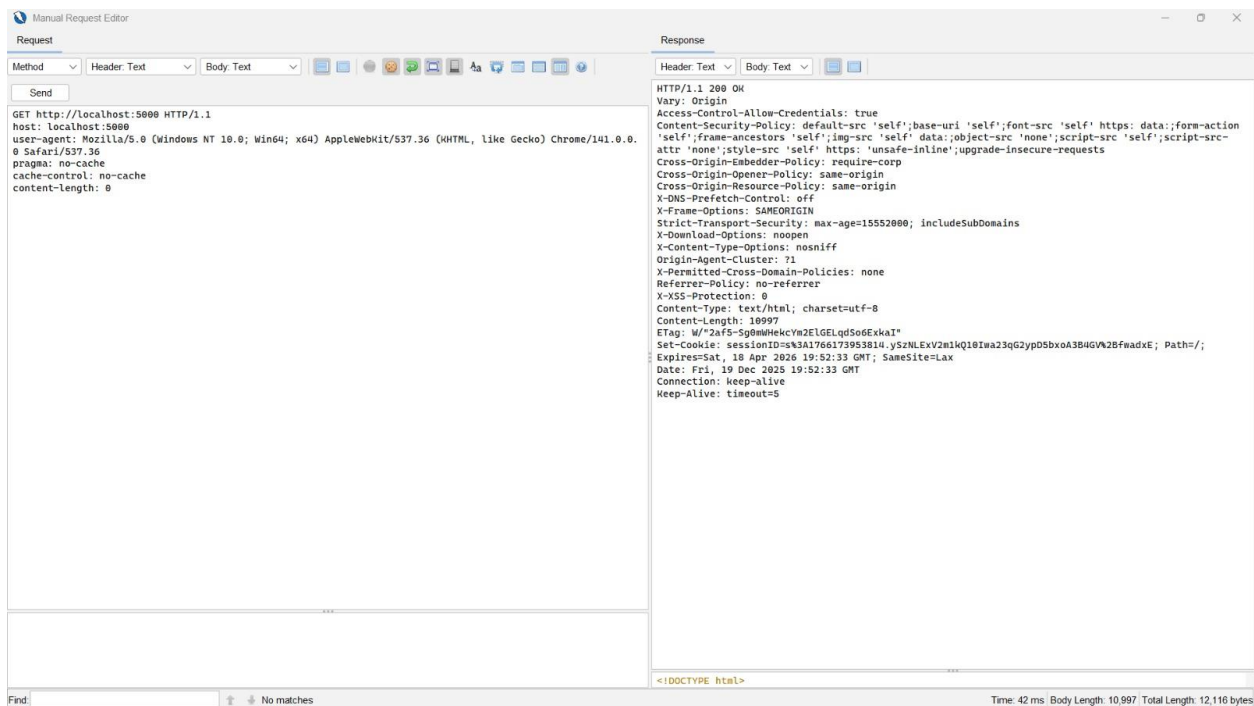 Manual Request Editor
Request
Method Header: Text Body: Text
Send
GET http://localhost:5000 HTTP/1.1
host: localhost:5000
user-agent: Mozilla/5.0 (Windows NT 10.0; Win64; x64) AppleWebKit/537.36 (KHTML, like Gecko) Chrome/141.0.0.
0 Safari/537.36
pragma: no-cache
cache-control: no-cache
content-length: 0
Response
Header: Text Body: Text
HTTP/1.1 200 OK
Vary: Origin
Access-Control-Allow-Credentials: true
Content-Security-Policy: default-src 'self';base-uri 'self';font-src 'self' https: data:;form-action
'self';frame-ancestors 'self';img-src 'self' data:;object-src 'none';script-src 'self';script-src-
attr 'none';style-src 'self' https: 'unsafe-inline';upgrade-insecure-requests
Cross-Origin-Embedder-Policy: require-corp
Cross-Origin-Opener-Policy: same-origin
Cross-Origin-Resource-Policy: same-origin
X-DNS-Prefetch-Control: off
X-Frame-Options: SAMEORIGIN
Strict-Transport-Security: max-age=15552000; includeSubDomains
X-Download-Options: noopen
X-Content-Type-Options: nosniff
Origin-Agent-Cluster: ?1
X-Permitted-Cross-Domain-Policies: none
Referrer-Policy: no-referrer
X-XSS-Protection: 0
Content-Type: text/html; charset=utf-8
Content-Length: 10997
ETag: W/"2af5-Sg0mWHekcYm2ElGELqdSo6ExkaI"
Set-Cookie: sessionID=s%3A1766173953814.ySzNLExV2m1kQ10Iwa23qG2ypD5bxoA3B4GV%2BfwadxE; Path=/;
Expires=Sat, 18 Apr 2026 19:52:33 GMT; SameSite=Lax
Date: Fri, 19 Dec 2025 19:52:33 GMT
Connection: keep-alive
Keep-Alive: timeout=5
<!DOCTYPE html>
Find: No matches
Time: 42 ms Body Length: 10,997 Total Length: 12,116 bytes